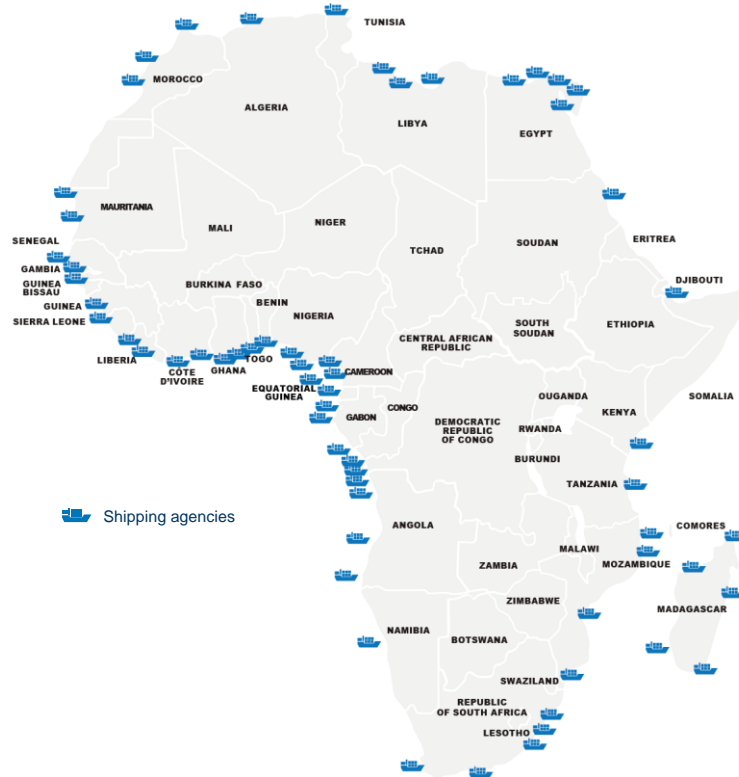 TUNISIA
MOROCCO
ALGERIA
LIBYA
EGYPT
MAURITANIA
MALI
NIGER
TCHAD
SOUDAN
ERITREA
SENEGAL
GAMBIA
GUINEA
BISSAU
GUINEA
SIERRA LEONE
LIBERIA
CÔTE
D'IVOIRE
BURKINA FASO
GHANA
TOGO
BENIN
NIGERIA
DJIBOUTI
ETHIOPIA
SOUTH
SOUDAN
CENTRAL AFRICAN
REPUBLIC
CAMEROON
EQUATORIAL
GUINEA
GABON
CONGO
DEMOCRATIC
REPUBLIC
OF CONGO
OUGANDA
KENYA
SOMALIA
RWANDA
BURUNDI
TANZANIA
Shipping agencies
ANGOLA
ZAMBIA
MALAWI
MOZAMBIQUE
COMORES
MADAGASCAR
ZIMBABWE
NAMIBIA
BOTSWANA
SWAZILAND
REPUBLIC
OF SOUTH AFRICA
LESOTHO